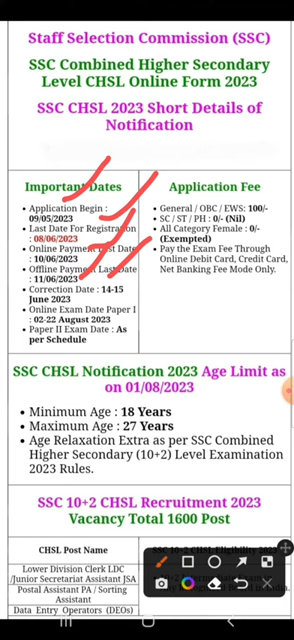 Staff Selection Commission (SSC)
SSC Combined Higher Secondary
Level CHSL Online Form 2023
SSC CHSL 2023 Short Details of
Notification
Important Dates
• Application Begin :
09/05/2023
• Last Date For Registration
: 08/06/2023
• Online Payment Last Date
: 10/06/2023
• Offline Payment Last Date
: 11/06/2023
• Correction Date : 14-15
June 2023
• Online Exam Date Paper I
: 02-22 August 2023
• Paper II Exam Date : As
per Schedule
Application Fee
• General / OBC / EWS: 100/-
• SC / ST / PH : 0/- (Nil)
• All Category Female : 0/-
(Exempted)
• Pay the Exam Fee Through
Online Debit Card, Credit Card,
Net Banking Fee Mode Only.
SSC CHSL Notification 2023 Age Limit as
on 01/08/2023
• Minimum Age : 18 Years
• Maximum Age : 27 Years
• Age Relaxation Extra as per SSC Combined
Higher Secondary (10+2) Level Examination
2023 Rules.
SSC 10+2 CHSL Recruitment 2023
Vacancy Total 1600 Post
CHSL Post Name
SSC 10+2 CHSL Eligibility 2023
Lower Division Clerk LDC
/Junior Secretariat Assistant JSA
Postal Assistant PA / Sorting
Assistant
Data Entry Operators (DEOs)